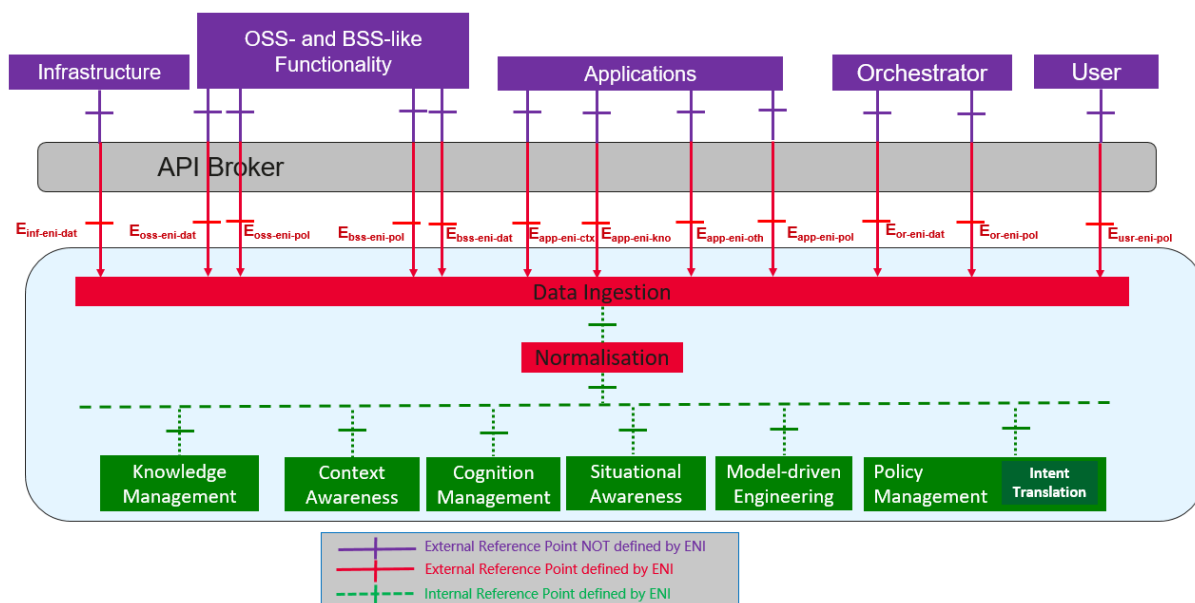 OSS- and BSS-like
Functionality
Infrastructure
Applications
Orchestrator
User
API Broker
Einf-eni-dat
Eoss-eni-dat
Eoss-eni-pol
Ebss-eni-pol
Ebss-eni-dat
Eapp-eni-ctx
Eapp-eni-kno
Eapp-eni-oth
Eapp-eni-pol
Eor-eni-dat
Eor-eni-pol
Eusr-eni-pol
Data Ingestion
Normalisation
Knowledge
Management
Context
Awareness
Cognition
Management
Situational
Awareness
Model-driven
Engineering
Policy
Management
Intent
Translation
External Reference Point NOT defined by ENI
External Reference Point defined by ENI
Internal Reference Point defined by ENI